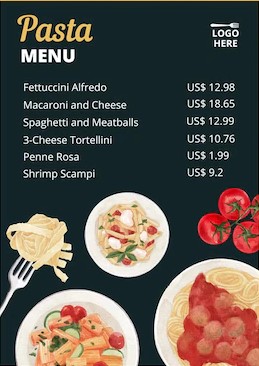 Pasta
MENU
LOGO
HERE
Fettuccini Alfredo US$ 12.98
Macaroni and Cheese US$ 18.65
Spaghetti and Meatballs US$ 12.99
3-Cheese Tortellini US$ 10.76
Penne Rosa US$ 1.99
Shrimp Scampi US$ 9.2